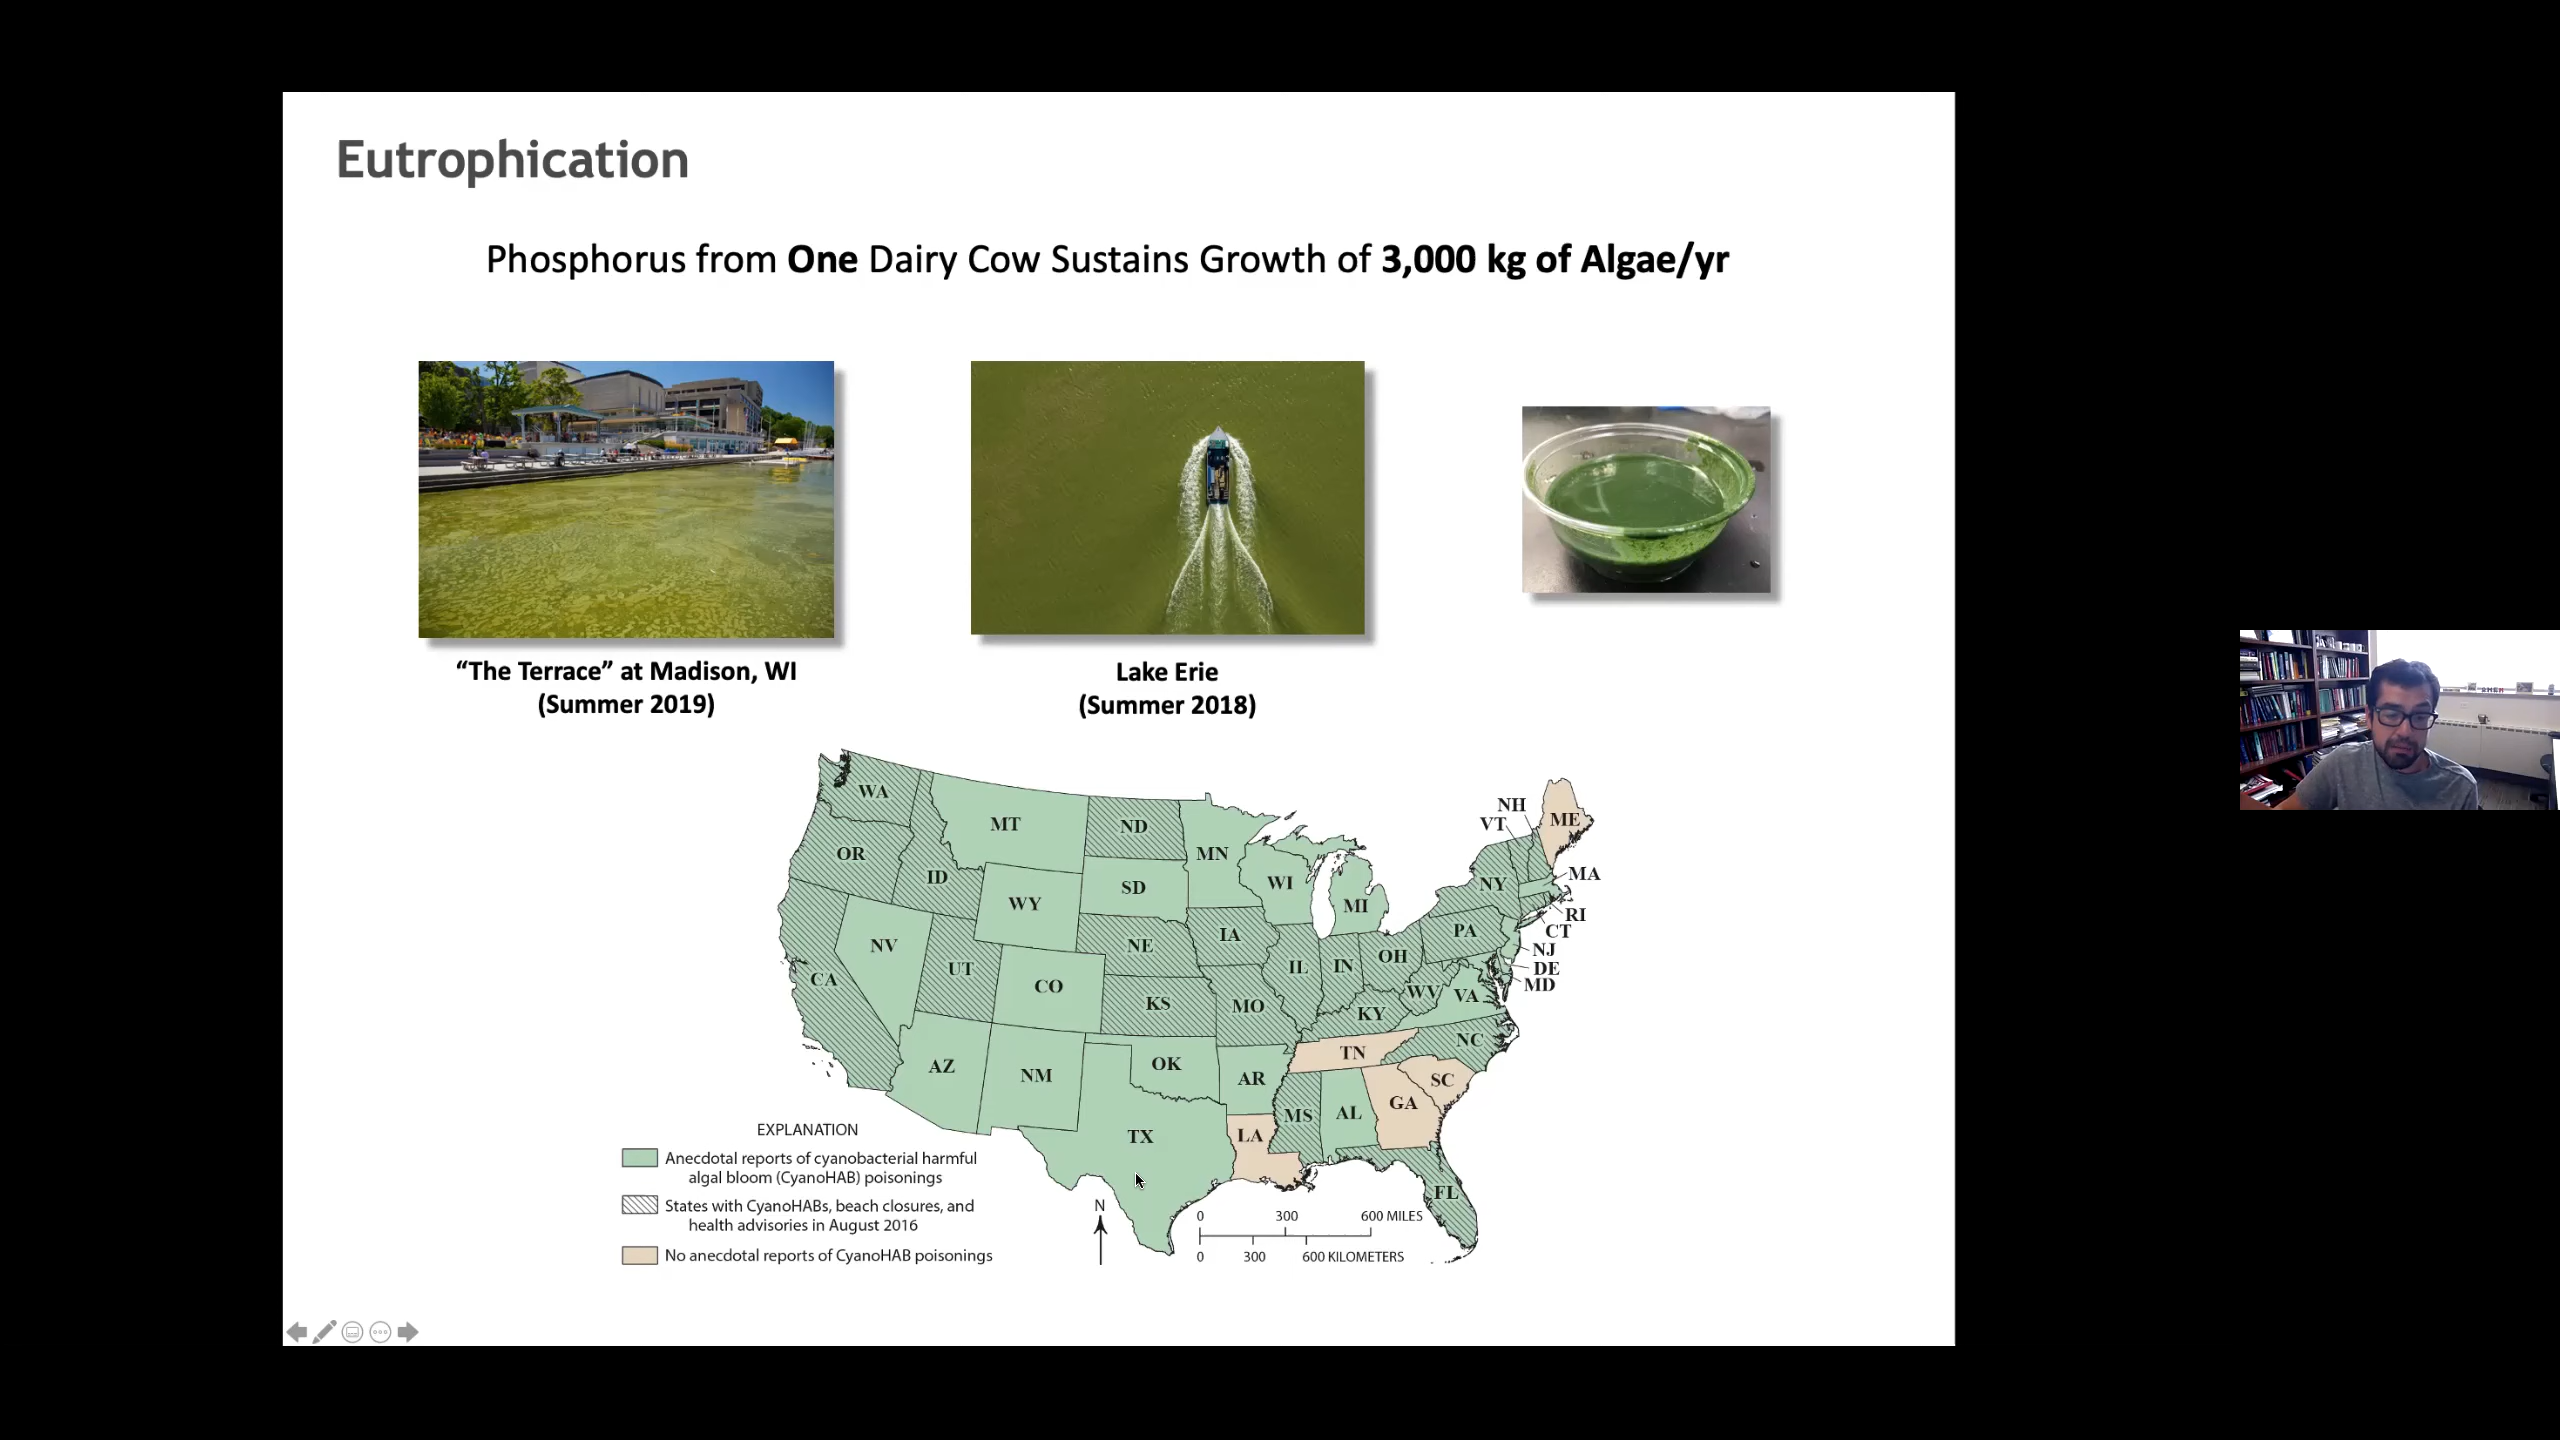 Eutrophication
Phosphorus from One Dairy Cow Sustains Growth of 3,000 kg of Algae/yr
“The Terrace” at Madison, WI
(Summer 2019)
Lake Erie
(Summer 2018)
WA
MT
ND
MN
OR
ID
SD
WI
MI
NY
NH
VT
ME
MA
RI
CT
NJ
DE
MD
WY
NE
IA
PA
NV
UT
CO
IL
IN
OH
WV
VA
CA
KS
MO
KY
NC
TN
AZ
NM
OK
AR
SC
GA
AL
MS
LA
TX
FL
EXPLANATION
Anecdotal reports of cyanobacterial harmful
algal bloom (CyanoHAB) poisonings
States with CyanoHABs, beach closures, and
health advisories in August 2016
No anecdotal reports of CyanoHAB poisonings
N
0 300 600 MILES
0 300 600 KILOMETERS